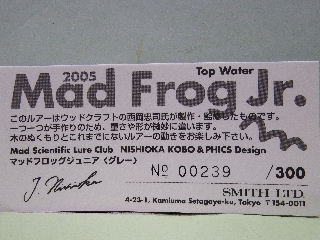 2005
Top Water
Mad Frog Jr.
このルアーはウッドクラフトの西岡忠司氏が製作・監修したものです。
一つ一つが手作りのため、重さや形が微妙に違います。
木のぬくもりとこれまでにないルアーの動きをお楽しみ下さい。
Mad Scientific Lure Club NISHIOKA KOBO & PHICS Design
マッドフロッグジュニア〈グレー〉
No 00239 /300
SMITH LTD.
4-23-1, Kamiuma Setagaya-ku, Tokyo 〒154-0011